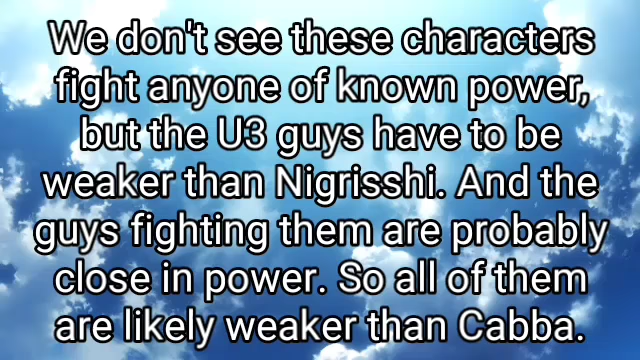 We don't see these characters
fight anyone of known power,
but the U3 guys have to be
weaker than Nigrisshi. And the
guys fighting them are probably
close in power. So all of them
are likely weaker than Cabba.